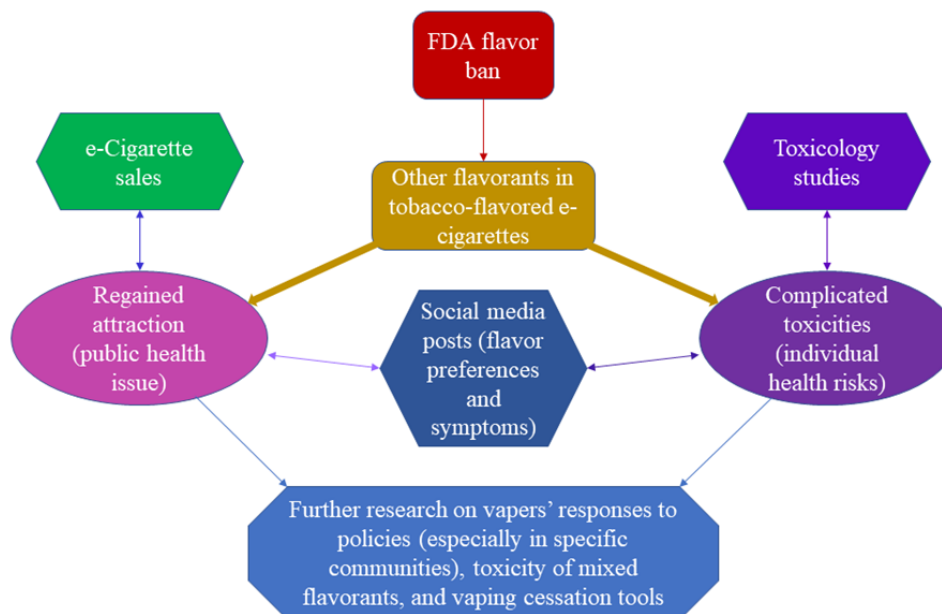 FDA flavor
ban
e-Cigarette
sales
Toxicology
studies
Other flavorants in
tobacco-flavored e-
cigarettes
Regained
attraction
(public health
issue)
Social media
posts (flavor
preferences
and
symptoms)
Complicated
toxicities
(individual
health risks)
Further research on vapers’ responses to
policies (especially in specific
communities), toxicity of mixed
flavorants, and vaping cessation tools